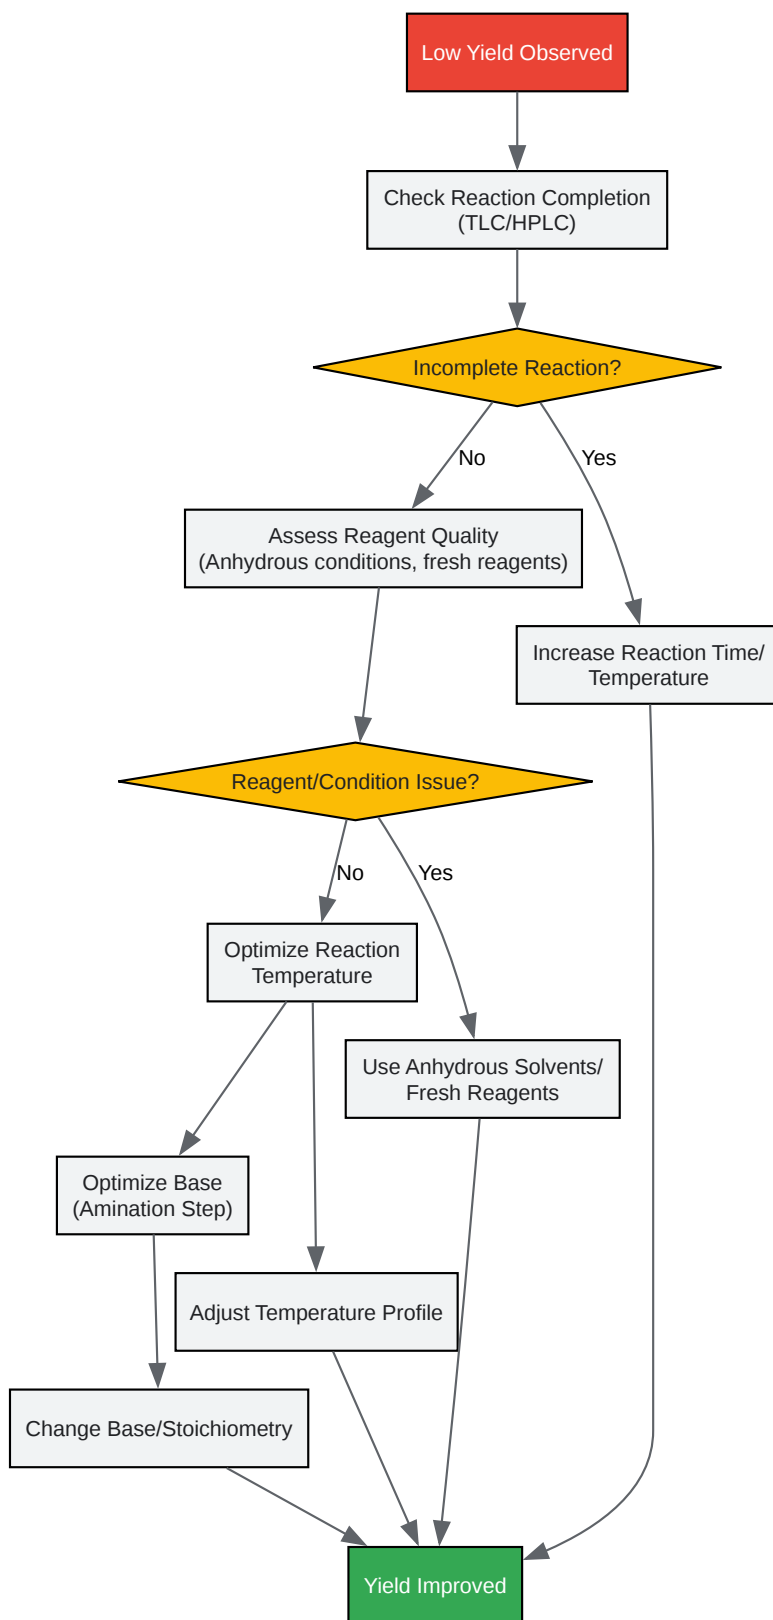 Low Yield Observed
Check Reaction Completion
(TLC/HPLC)
Incomplete Reaction?
No
Yes
Assess Reagent Quality
(Anhydrous conditions, fresh reagents)
Increase Reaction Time/
Temperature
Reagent/Condition Issue?
No
Yes
Optimize Reaction
Temperature
Use Anhydrous Solvents/
Fresh Reagents
Optimize Base
(Amination Step)
Adjust Temperature Profile
Change Base/Stoichiometry
Yield Improved